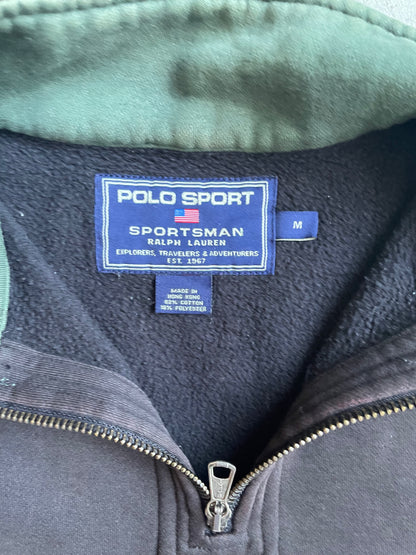 POLO SPORT
SPORTSMAN
RALPH LAUREN
EXPLORERS, TRAVELERS & ADVENTURERS
EST. 1967
M
MADE IN
HONG KONG
82% COTTON
18% POLYESTER